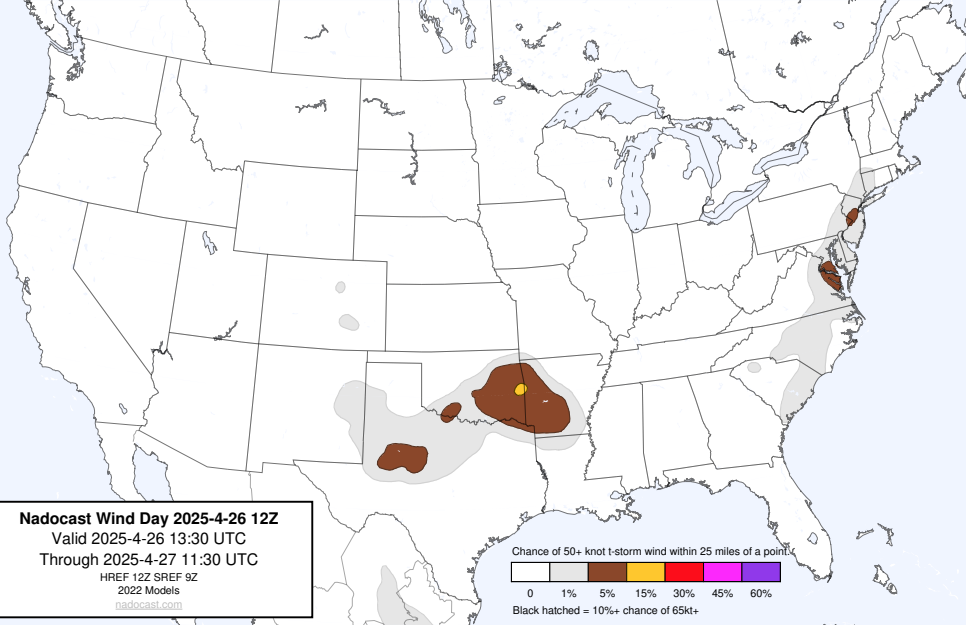 Nadocast Wind Day 2025-4-26 12Z
Valid 2025-4-26 13:30 UTC
Through 2025-4-27 11:30 UTC
HREF 12Z SREF 9Z
2022 Models
nadocast.com
Chance of 50+ knot t-storm wind within 25 miles of a point.
0 1% 5% 15% 30% 45% 60%
Black hatched = 10%+ chance of 65kt+